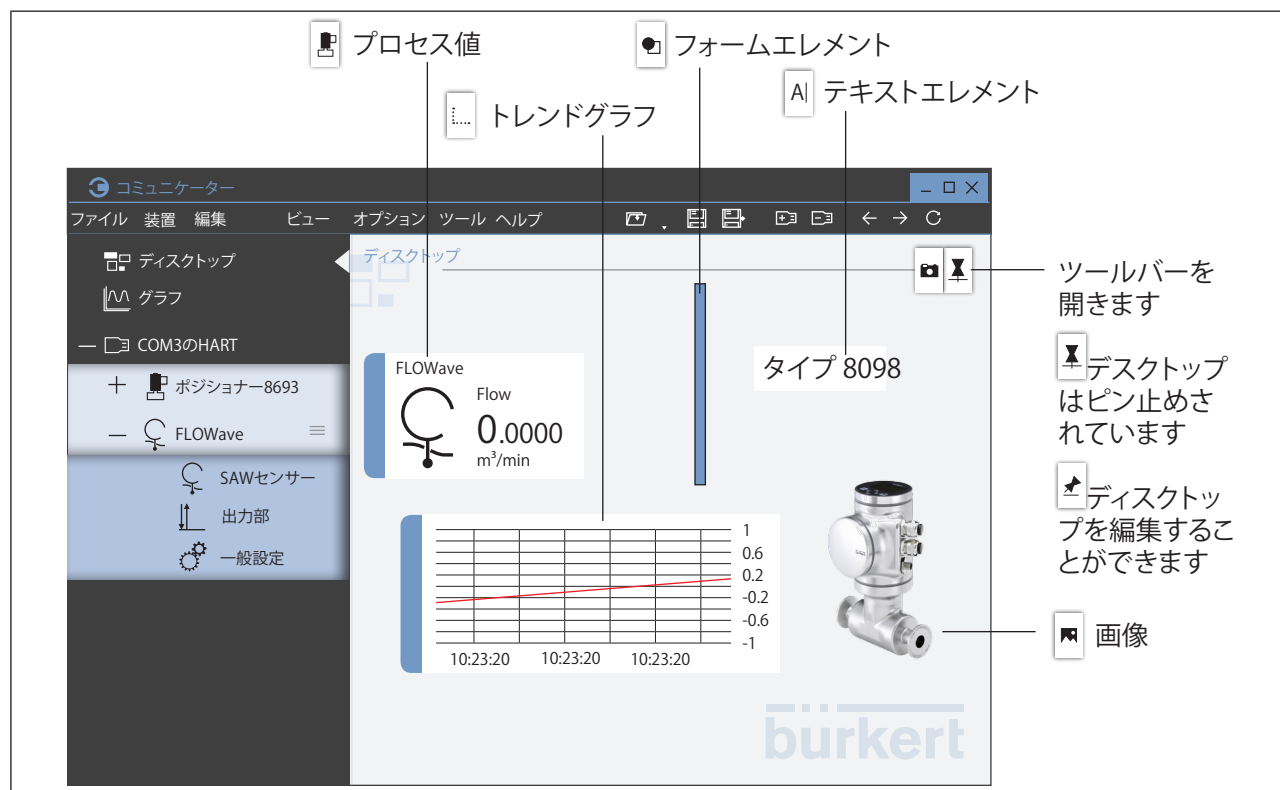 プロセス値
フォームエレメント
A| テキストエレメント
トレンドグラフ
コミュニケーター
ファイル 装置 編集 ビュー オプション ツール ヘルプ
ディスクトップ
グラフ
COM3のHART
ポジショナー8693
FLOWave
SAWセンサー
出力部
一般設定
ディスクトップ
FLOWave
Flow
0.0000
m³/min
タイプ 8098
1
0.6
0.2
-0.2
-0.6
-1
10:23:20 10:23:20 10:23:20
bürkert
ツールバーを
開きます
デスクトップ
はピン止めさ
れています
ディスクトッ
プを編集するこ
とができます
画像